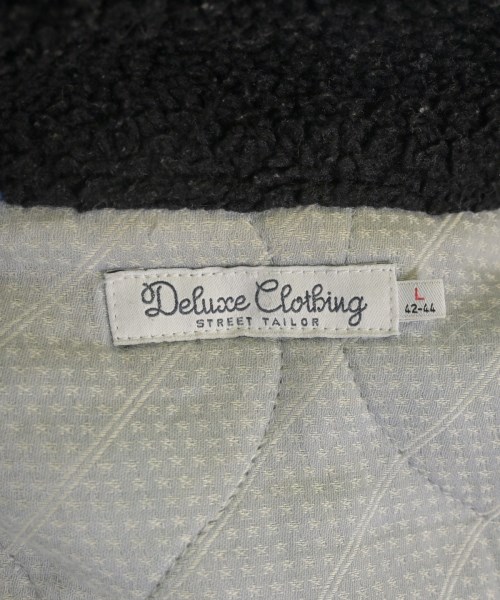 Deluxe Clothing
STREET TAILOR
L
42-44